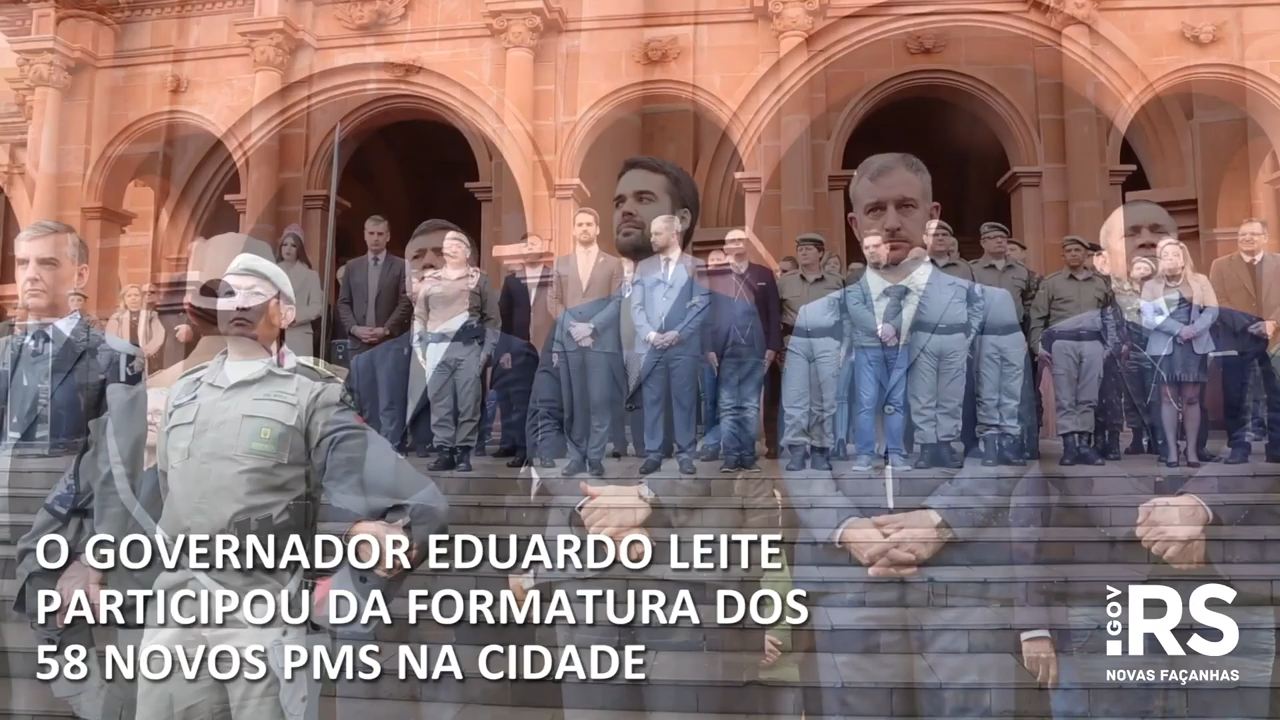 O GOVERNADOR EDUARDO LEITE
PARTICIPOU DA FORMATURA DOS
58 NOVOS PMS NA CIDADE
GOV
RS
NOVAS FAÇANHAS